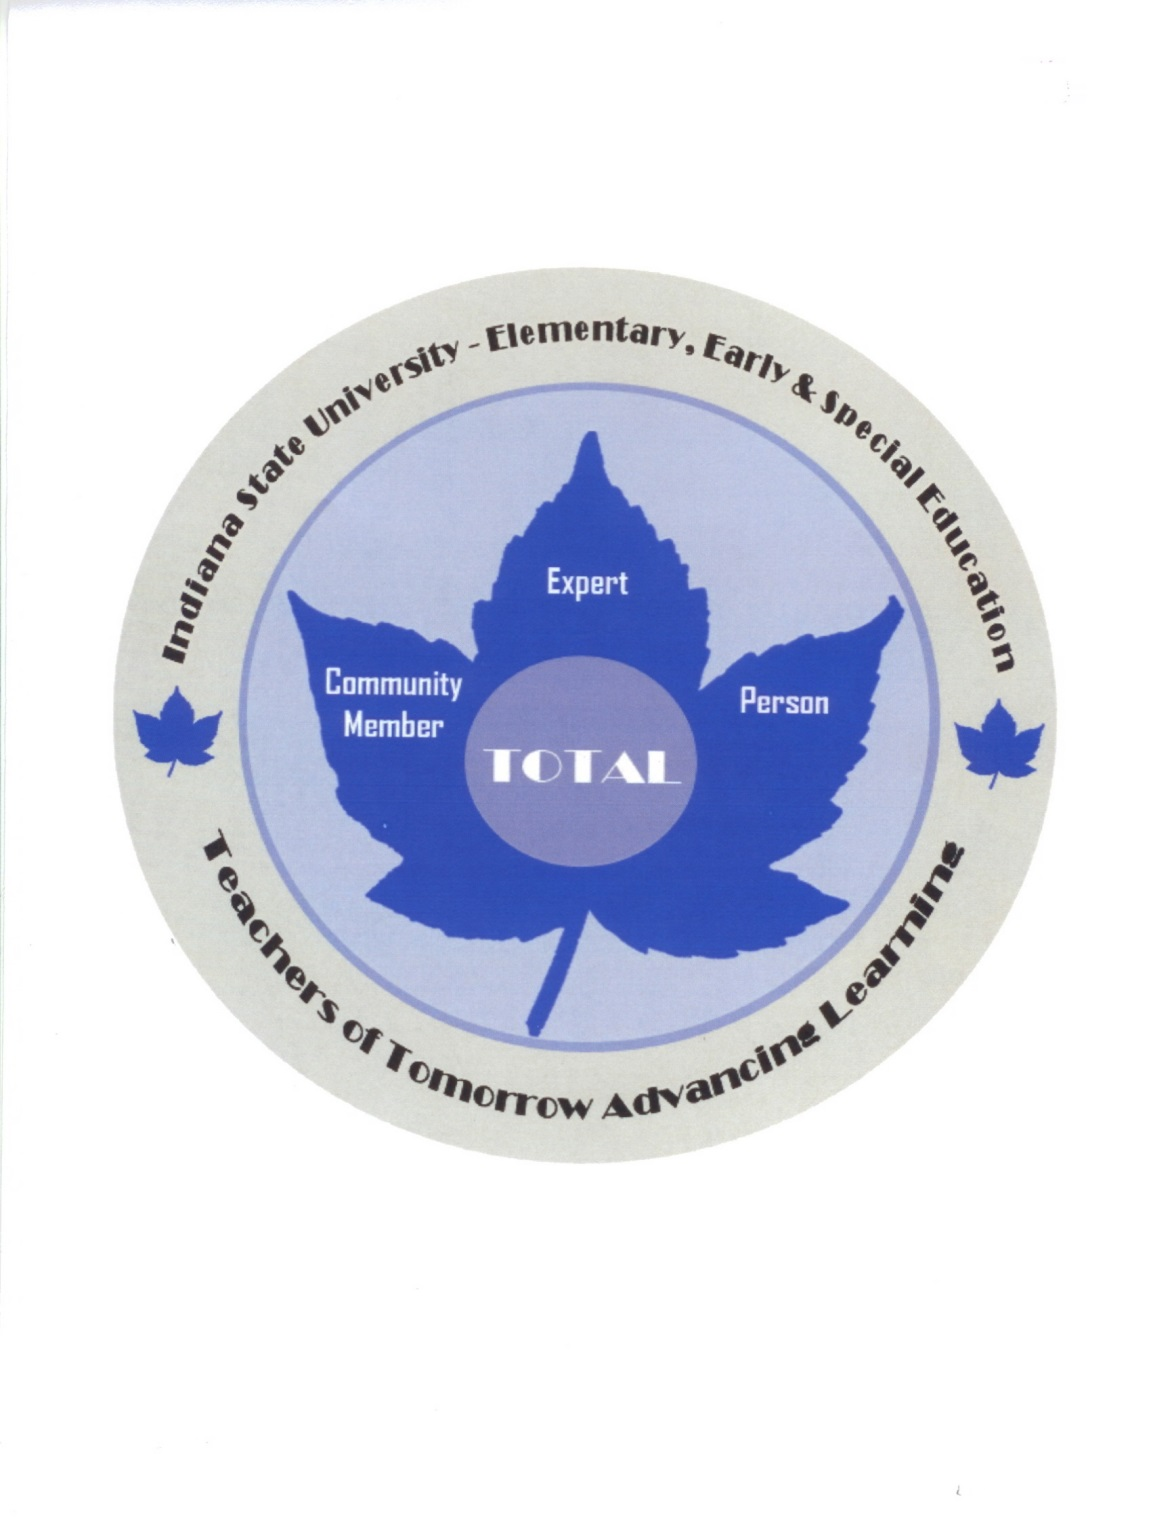 Indiana State University - Elementary, Early & Special Education
Expert
Community
Member
Person
TOTAL
Teachers of Tomorrow Advancing Learning